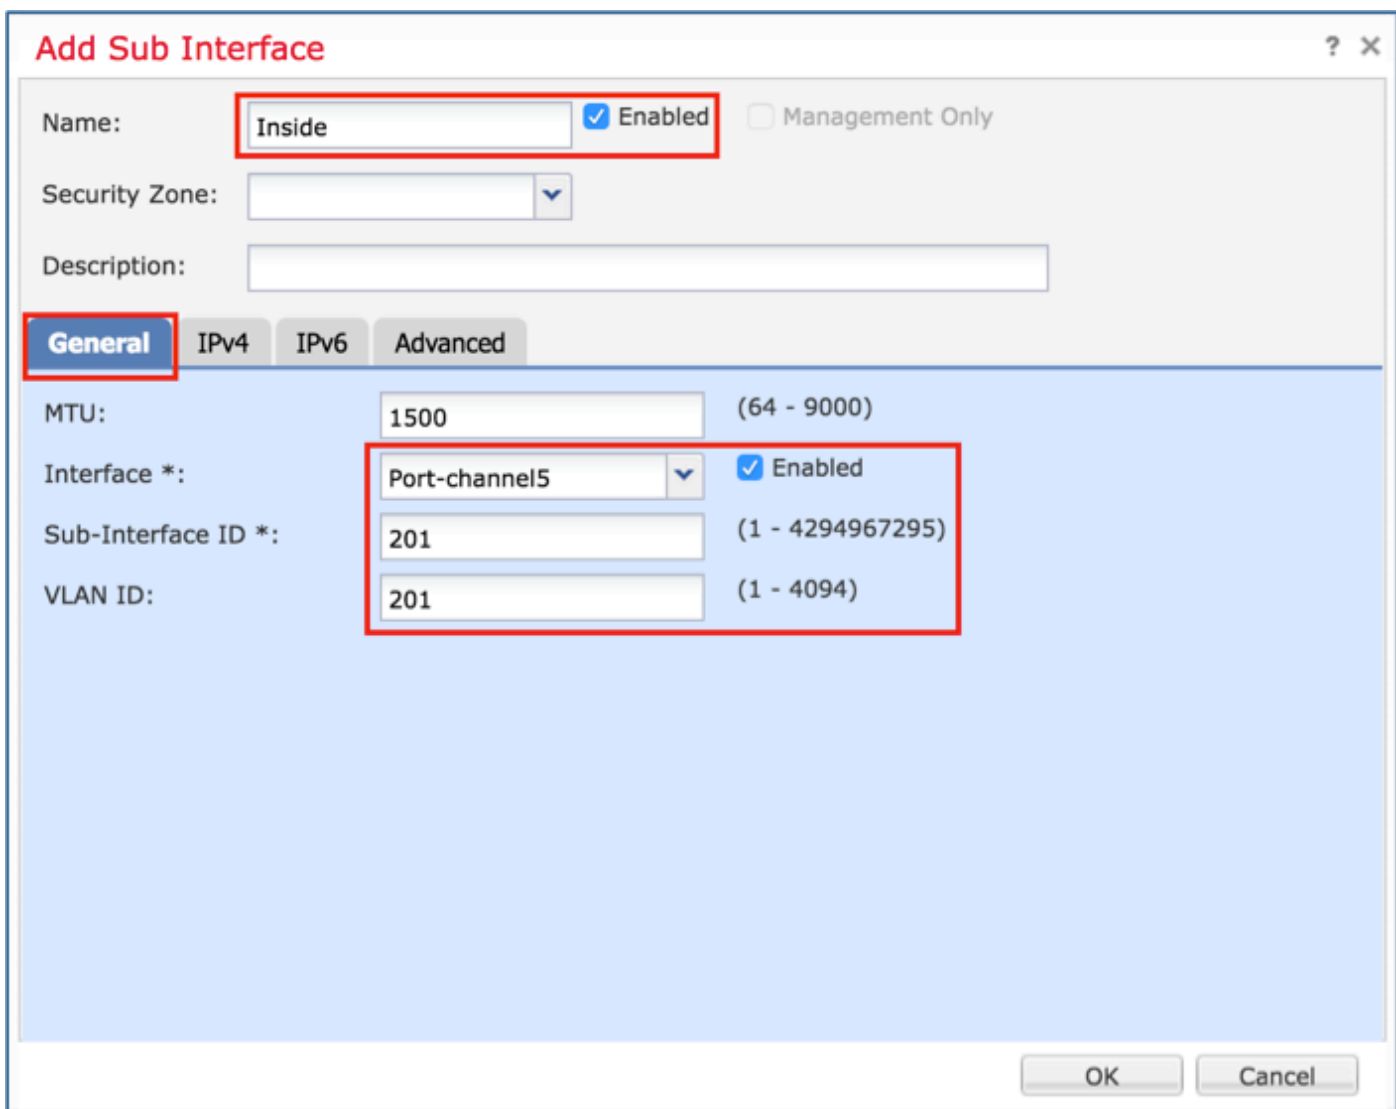 Add Sub Interface ? ×
Name: Inside Enabled Management Only
Security Zone:
Description:
General IPv4 IPv6 Advanced
MTU: 1500 (64 - 9000)
Interface *: Port-channel5 Enabled
Sub-Interface ID *: 201 (1 - 4294967295)
VLAN ID: 201 (1 - 4094)
OK Cancel